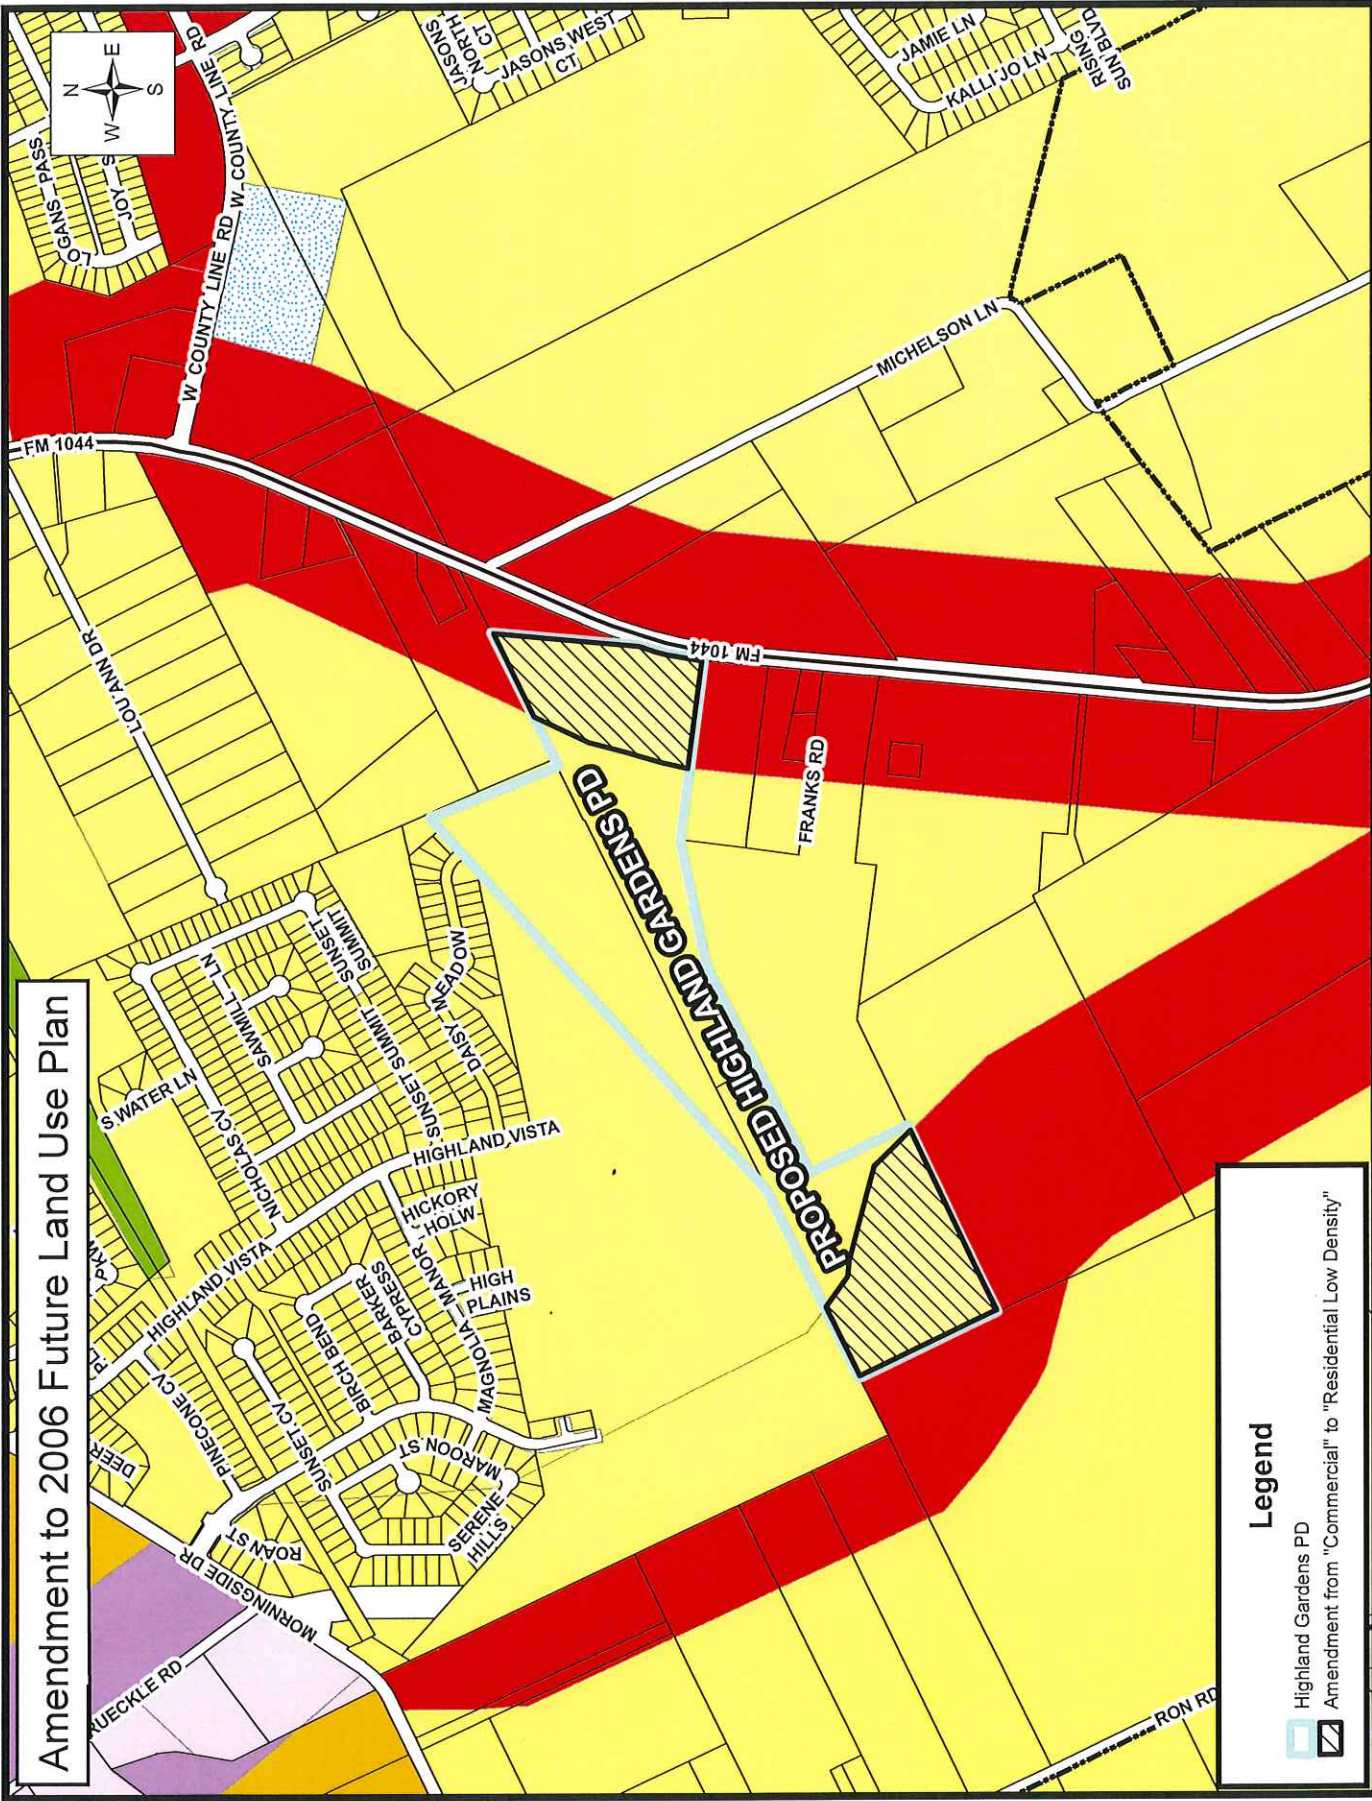 Amendment to 2006 Future Land Use Plan
N
W
E
S
LOGANS PASS
W COUNTY LINE RD
W COUNTY LINE RD
JASONS
NORTH
CT
JASONS WEST
CT
JAMIE LN
KALLI JO LN
RISING
SUN BLVD
FM 1044
LOU ANN DR
MICHELSON LN
FM 1044
FRANKS RD
PROPOSED HIGHLAND GARDENS PD
S WATER LN
SAWMILL LN
SUNSET
SUMMIT
NICHOLAS CV
SUNSET SUMMIT
DAISY MEADOW
HIGHLAND VISTA
HIGHLAND VISTA
HICKORY
HOLW
MAGNOLIA MANOR
HIGH
PLAINS
BARKER
CYPRESS
BIRCH BEND
PINECONE CV
SUNSET CV
DEER
MAROON ST
SERENE
HILLS
ROAN ST
MORNINGSIDE DR
RUECKLE RD
RON RD
Legend
Highland Gardens PD
Amendment from "Commercial" to "Residential Low Density"